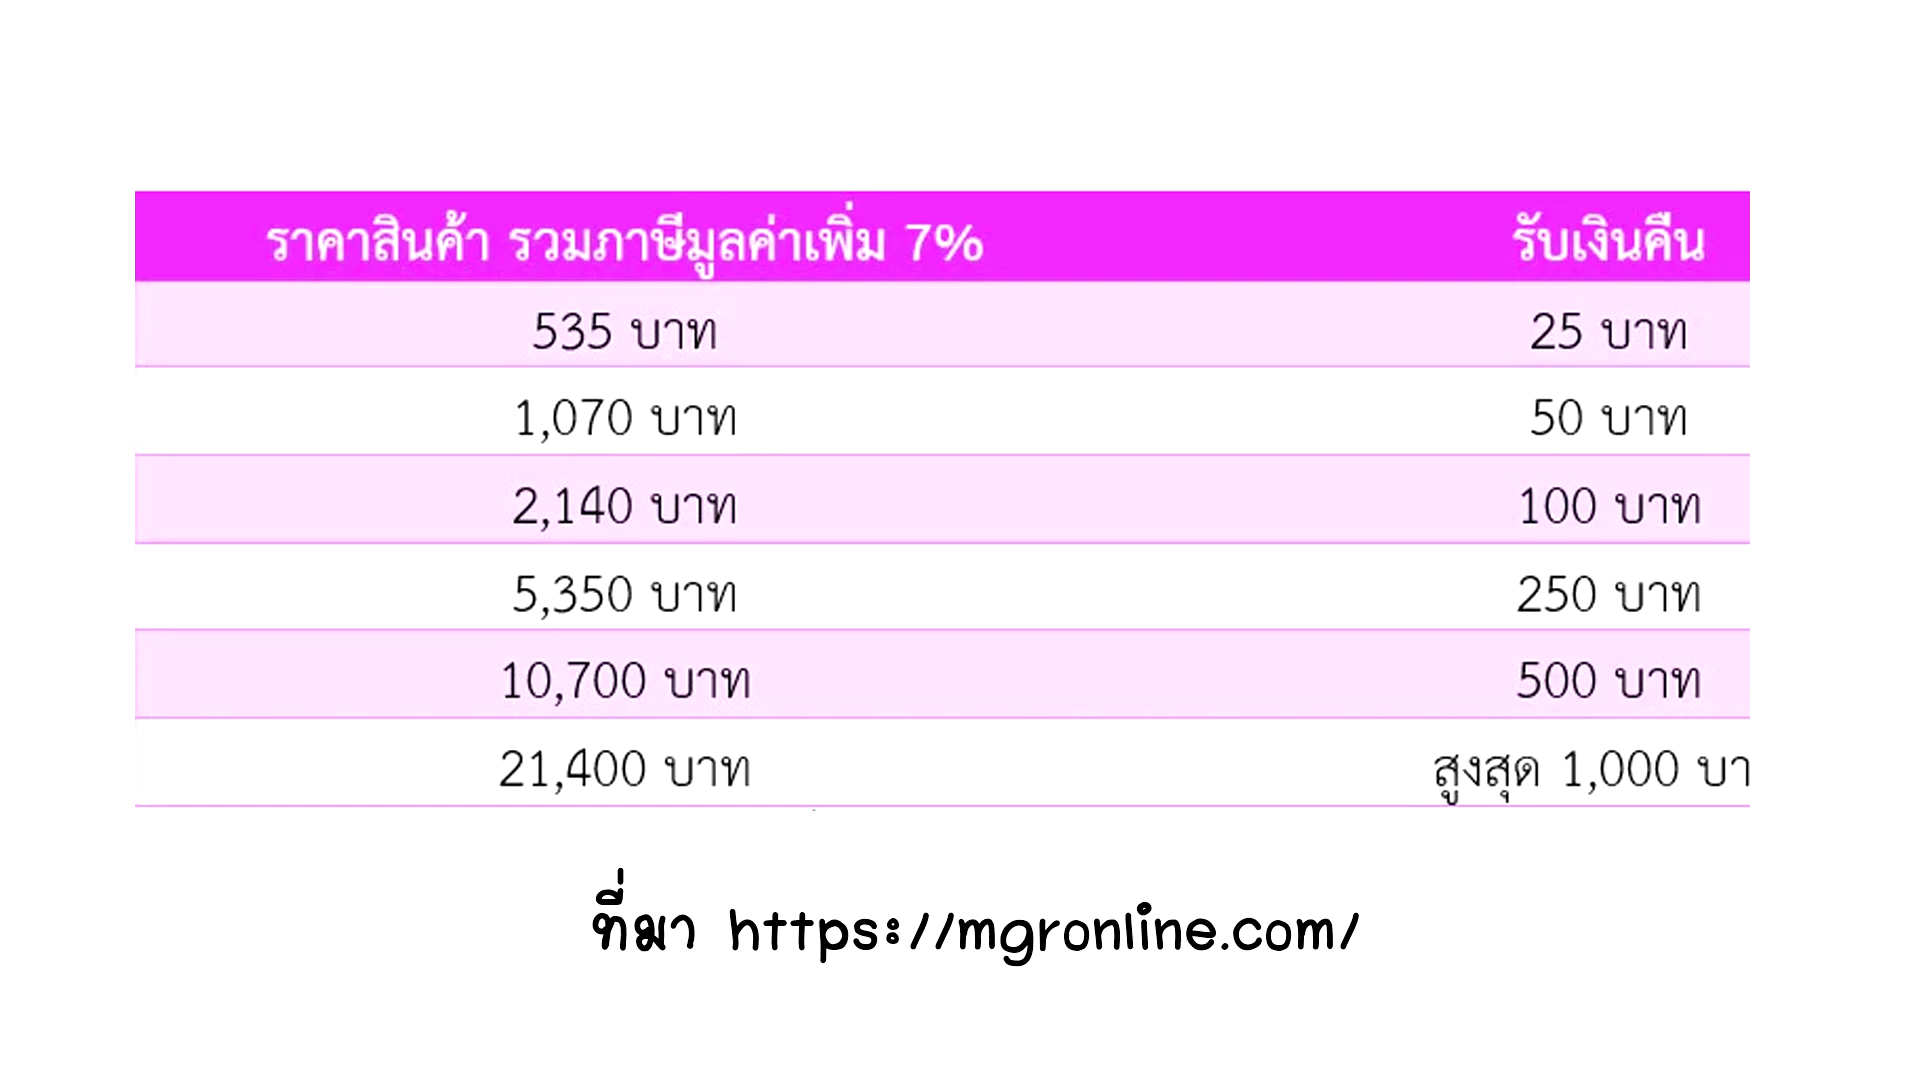 ราคาสินค้า รวมภาษีมูลค่าเพิ่ม 7% รับเงินคืน
535 บาท 25 บาท
1,070 บาท 50 บาท
2,140 บาท 100 บาท
5,350 บาท 250 บาท
10,700 บาท 500 บาท
21,400 บาท สูงสุด 1,000 บา
ที่มา https://mgronline.com/